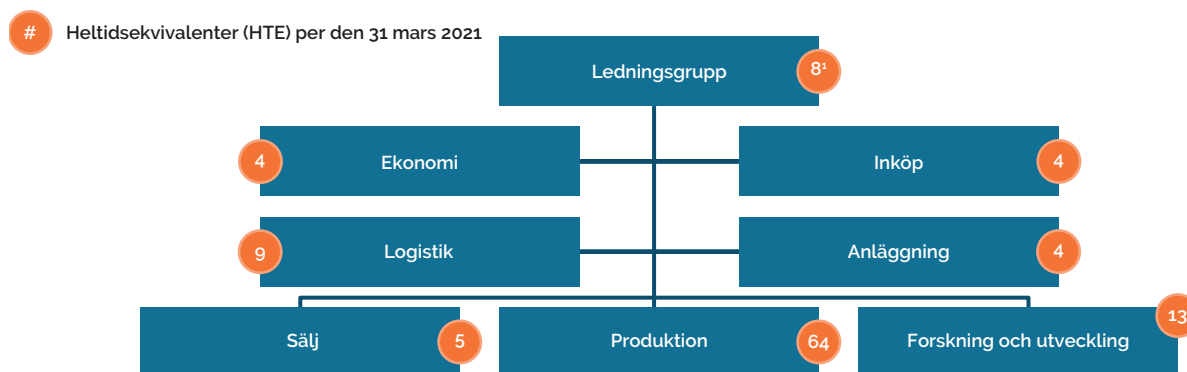 # Heltidsekvivalenter (HTE) per den 31 mars 2021
Ledningsgrupp 8¹
4 Ekonomi
Inköp 4
9 Logistik
Anläggning 4
Sälj 5
Produktion 64
Forskning och utveckling 13